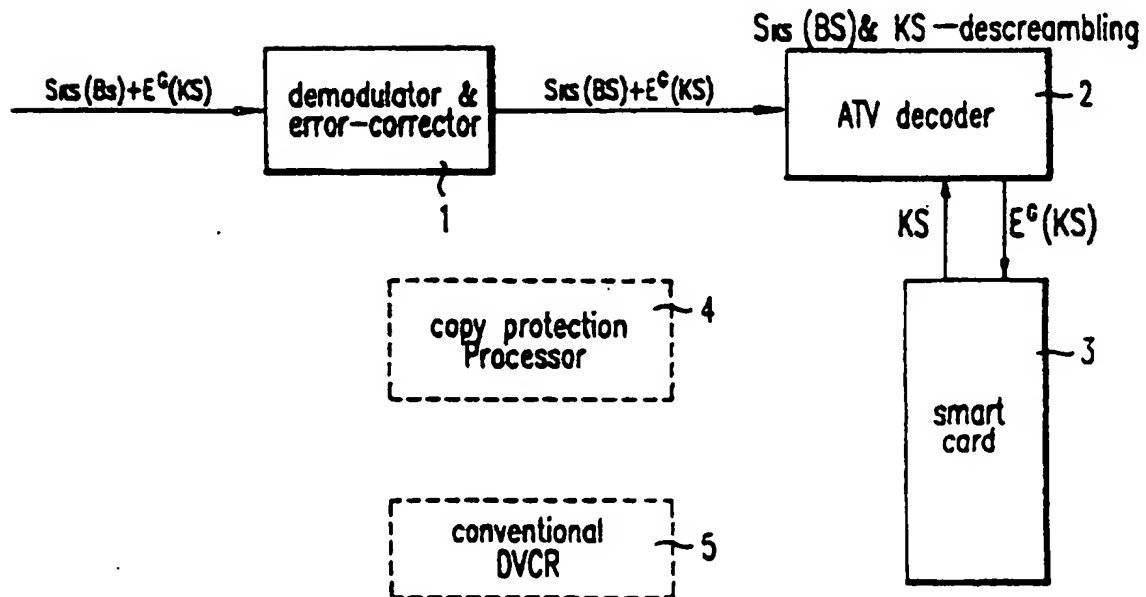 SKS (BS)& KS -descreambling
SKS(BS)+E^G(KS)
demodulator &
error-corrector
1
SKS(BS)+E^G(KS)
ATV decoder
2
KS
E^G(KS)
copy protection
Processor
4
smart
card
3
conventional
DVCR
5